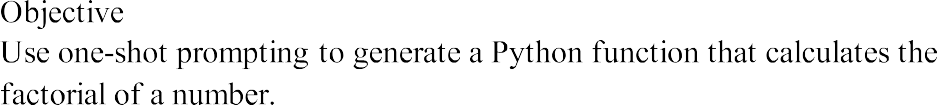 Objective
Use one-shot prompting to generate a Python function that calculates the
factorial of a number.